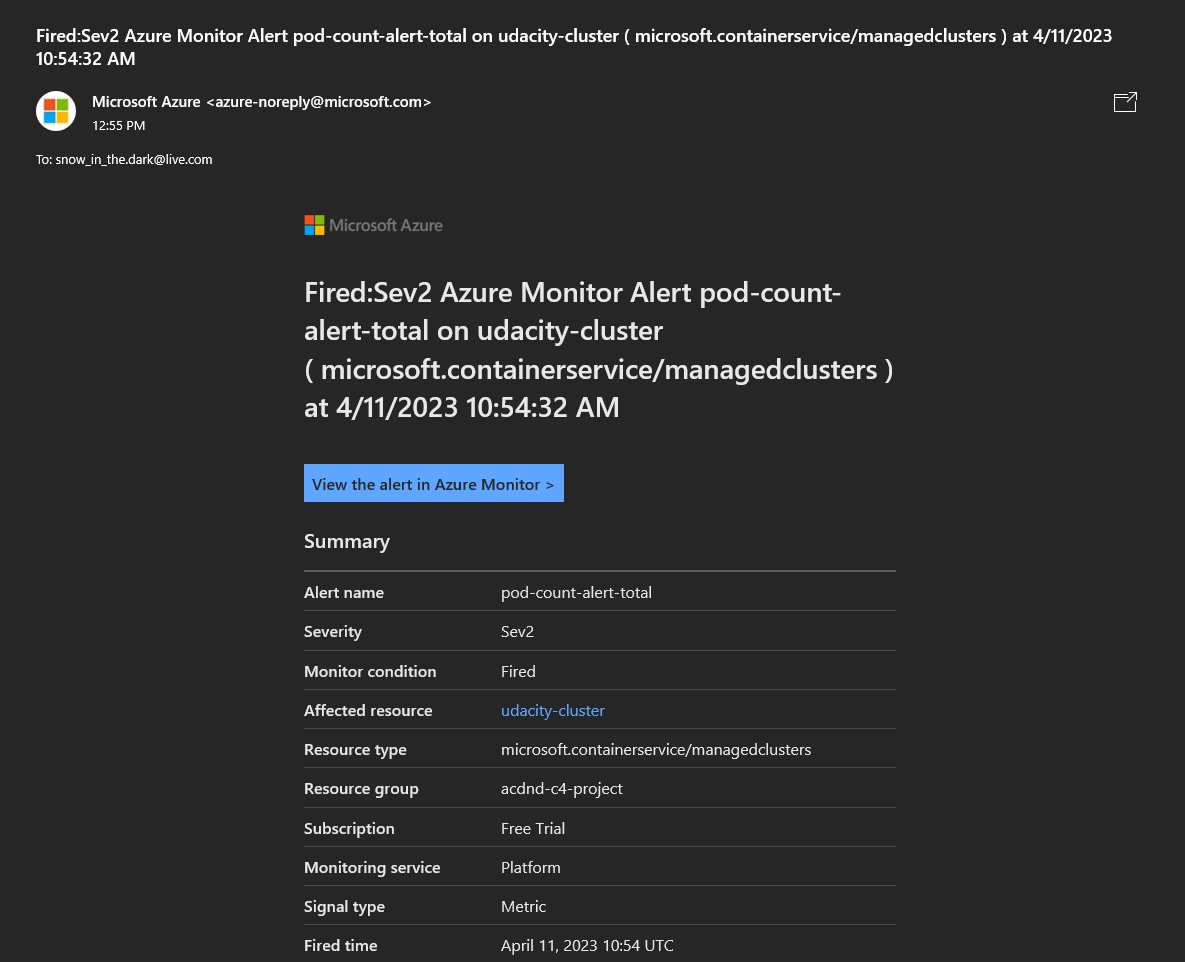 Fired:Sev2 Azure Monitor Alert pod-count-alert-total on udacity-cluster ( microsoft.containerservice/managedclusters ) at 4/11/2023
10:54:32 AM
Microsoft Azure <azure-noreply@microsoft.com>
12:55 PM
To: snow_in_the.dark@live.com
Microsoft Azure
Fired:Sev2 Azure Monitor Alert pod-count-
alert-total on udacity-cluster
( microsoft.containerservice/managedclusters )
at 4/11/2023 10:54:32 AM
View the alert in Azure Monitor >
Summary
Alert name pod-count-alert-total
Severity Sev2
Monitor condition Fired
Affected resource udacity-cluster
Resource type microsoft.containerservice/managedclusters
Resource group acdnd-c4-project
Subscription Free Trial
Monitoring service Platform
Signal type Metric
Fired time April 11, 2023 10:54 UTC